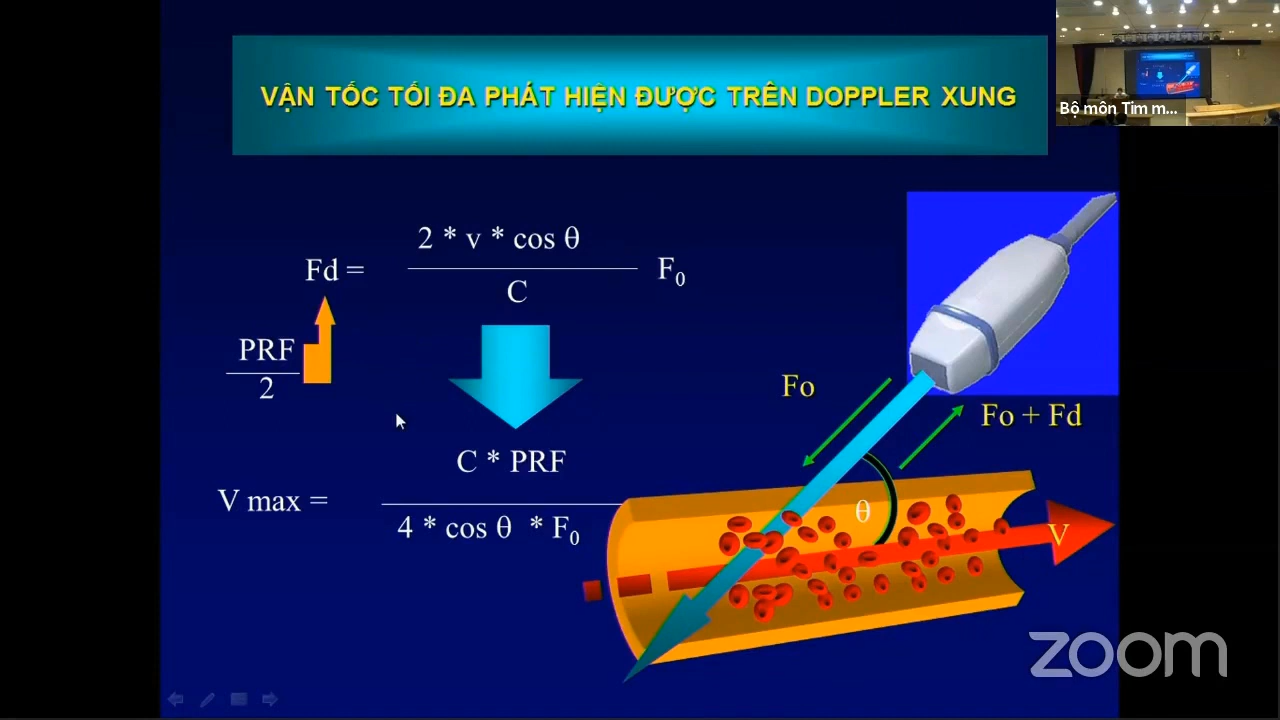 VẬN TỐC TỐI ĐA PHÁT HIỆN ĐƯỢC TRÊN DOPPLER XUNG
Bộ môn Tim m...
2 * v * cos θ
Fd =
F₀
C
PRF
2
C * PRF
V max =
4 * cos θ * F₀
Fo
Fo + Fd
θ
V
zoom